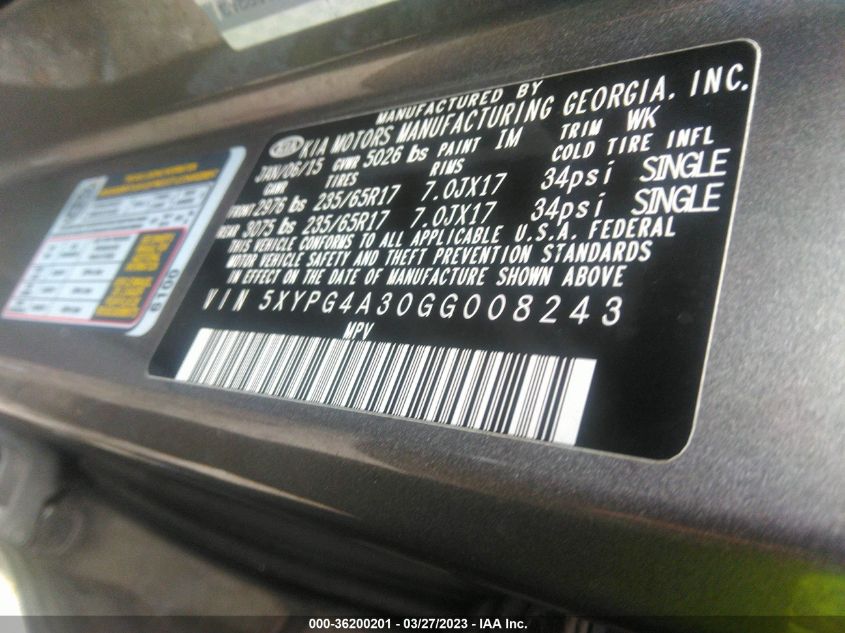 MANUFACTURED BY
KIA KIA MOTORS MANUFACTURING GEORGIA, INC.
JAN/06/15 GVWR 5026 lbs PAINT IM TRIM WK
GAWR TIRES RIMS COLD TIRE INFL
FRONT 2976 lbs 235/65R17 7.0JX17 34psi SINGLE
REAR 3075 lbs 235/65R17 7.0JX17 34psi SINGLE
THIS VEHICLE CONFORMS TO ALL APPLICABLE U.S.A. FEDERAL
MOTOR VEHICLE SAFETY AND THEFT PREVENTION STANDARDS
IN EFFECT ON THE DATE OF MANUFACTURE SHOWN ABOVE
VIN 5XYPG4A30GG008243
MPV
6100
000-36200201 - 03/27/2023 - IAA Inc.